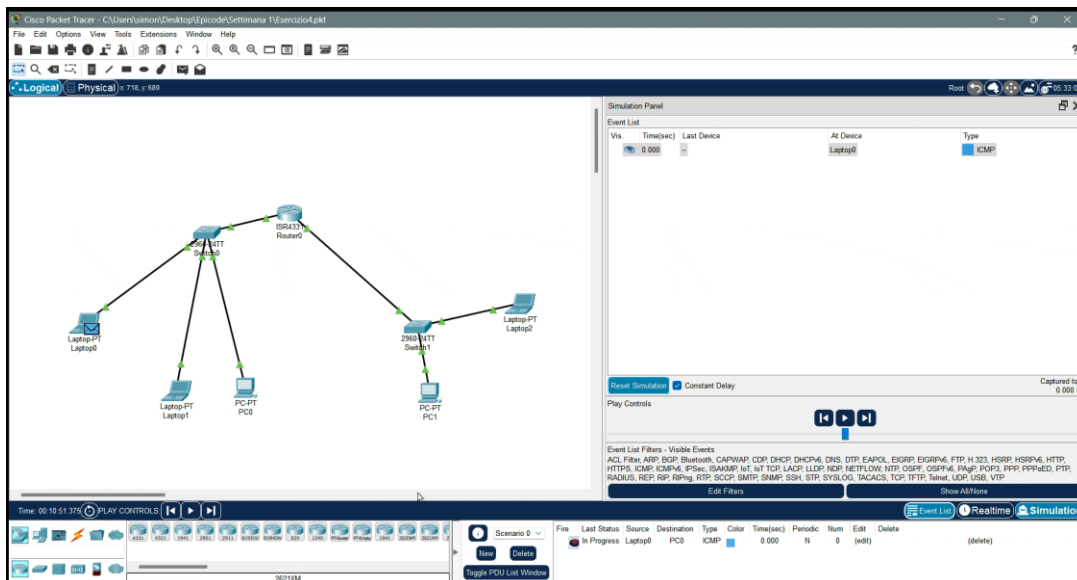 Cisco Packet Tracer - C:\Users\simon\Desktop\Epicode\Settimana 1\Esercizio4.pkt
File Edit Options View Tools Extensions Window Help
?
Logical Physical x: 718, y: 689 Root 05:33:0
Simulation Panel
Event List
Vis. Time(sec) Last Device At Device Type
0.000 -- Laptop0 ICMP
ISR4331
Router0
2960-24TT
Switch0
Laptop-PT
Laptop0
Laptop-PT
Laptop2
2960-24TT
Switch1
Laptop-PT
Laptop1
PC-PT
PC0
PC-PT
PC1
Reset Simulation Constant Delay Captured to
0.000
Play Controls
Event List Filters - Visible Events
ACL Filter, ARP, BGP, Bluetooth, CAPWAP, CDP, DHCP, DHCPv6, DNS, DTP, EAPOL, EIGRP, EIGRPv6, FTP, H.323, HSRP, HSRPv6, HTTP,
HTTPS, ICMP, ICMPv6, IPSec, ISAKMP, IoT, IoT TCP, LACP, LLDP, NDP, NETFLOW, NTP, OSPF, OSPFv6, PAgP, POP3, PPP, PPPoED, PTP,
RADIUS, REP, RIP, RIPng, RTP, SCCP, SMTP, SNMP, SSH, STP, SYSLOG, TACACS, TCP, TFTP, Telnet, UDP, USB, VTP
Edit Filters Show All/None
Time: 00:10:51.375 PLAY CONTROLS: Event List Realtime Simulation
4331 4321 1941 2901 2911 819HGW 829 1240 1841 2620XM 2621XM
2621XM
Scenario 0
New Delete
Toggle PDU List Window
Fire Last Status Source Destination Type Color Time(sec) Periodic Num Edit Delete
In Progress Laptop0 PC0 ICMP 0.000 N 0 (edit) (delete)